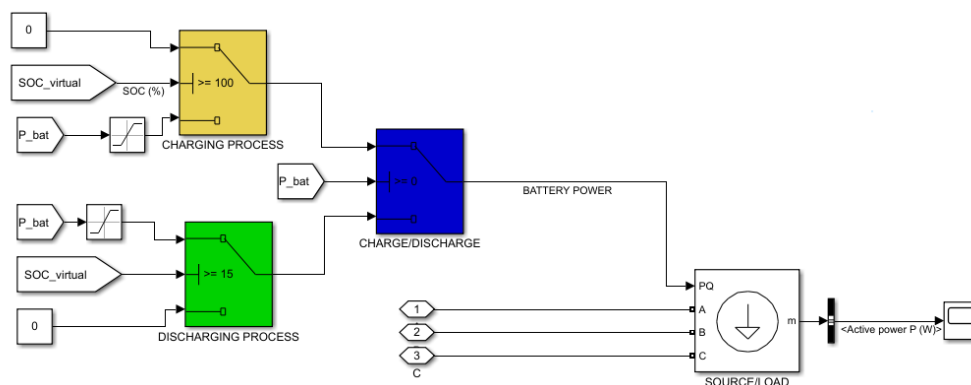 0
SOC_virtual
SOC (%)
>= 100
P_bat
CHARGING PROCESS
P_bat
>= 0
BATTERY POWER
CHARGE/DISCHARGE
P_bat
SOC_virtual
>= 15
0
DISCHARGING PROCESS
PQ
1
A
2
B
m
<Active power P (W)>
3
C
C
SOURCE/LOAD